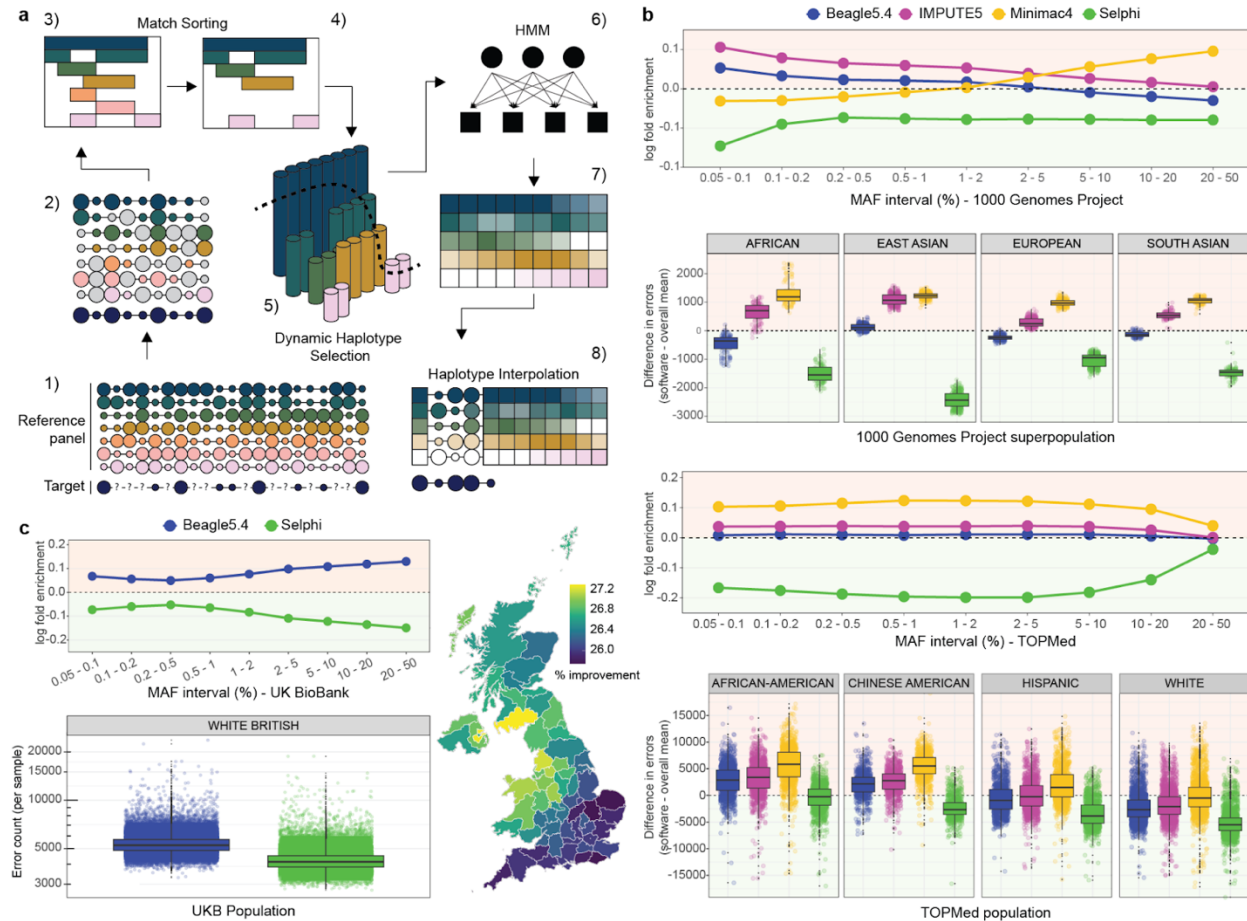 a
3)
Match Sorting
4)
6)
HMM
2)
5)
Dynamic Haplotype
Selection
7)
1)
Reference
panel
Target
? ? ? ? ? ? ? ? ? ?
8)
Haplotype Interpolation
b
Beagle5.4 IMPUTE5 Minimac4 Selphi
log fold enrichment
0.1
0.0
-0.1
-0.1
0.05 - 0.1 0.1 - 0.2 0.2 - 0.5 0.5 - 1 1 - 2 2 - 5 5 - 10 10 - 20 20 - 50
MAF interval (%) - 1000 Genomes Project
AFRICAN EAST ASIAN EUROPEAN SOUTH ASIAN
Difference in errors
(software - overall mean)
2000
1000
0
-1000
-2000
-3000
1000 Genomes Project superpopulation
log fold enrichment
0.2
0.1
0.0
-0.1
-0.2
0.05 - 0.1 0.1 - 0.2 0.2 - 0.5 0.5 - 1 1 - 2 2 - 5 5 - 10 10 - 20 20 - 50
MAF interval (%) - TOPMed
AFRICAN-AMERICAN CHINESE AMERICAN HISPANIC WHITE
Difference in errors
(software - overall mean)
15000
10000
5000
0
-5000
-10000
-15000
TOPMed population
c
Beagle5.4 Selphi
log fold enrichment
0.2
0.1
0.0
-0.1
-0.2
0.05 - 0.1 0.1 - 0.2 0.2 - 0.5 0.5 - 1 1 - 2 2 - 5 5 - 10 10 - 20 20 - 50
MAF interval (%) - UK BioBank
27.2
26.8
26.4
26.0
% improvement
WHITE BRITISH
Error count (per sample)
20000
15000
10000
5000
3000
UKB Population